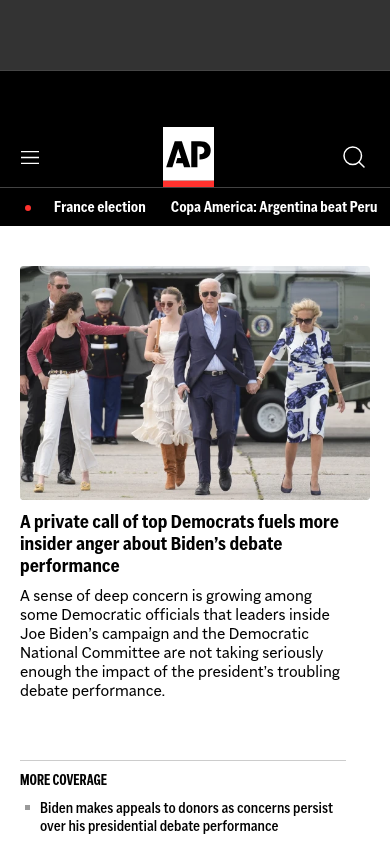 AP
France election
Copa America: Argentina beat Peru
A private call of top Democrats fuels more
insider anger about Biden's debate
performance
A sense of deep concern is growing among
some Democratic officials that leaders inside
Joe Biden's campaign and the Democratic
National Committee are not taking seriously
enough the impact of the president's troubling
debate performance.
MORE COVERAGE
Biden makes appeals to donors as concerns persist
over his presidential debate performance